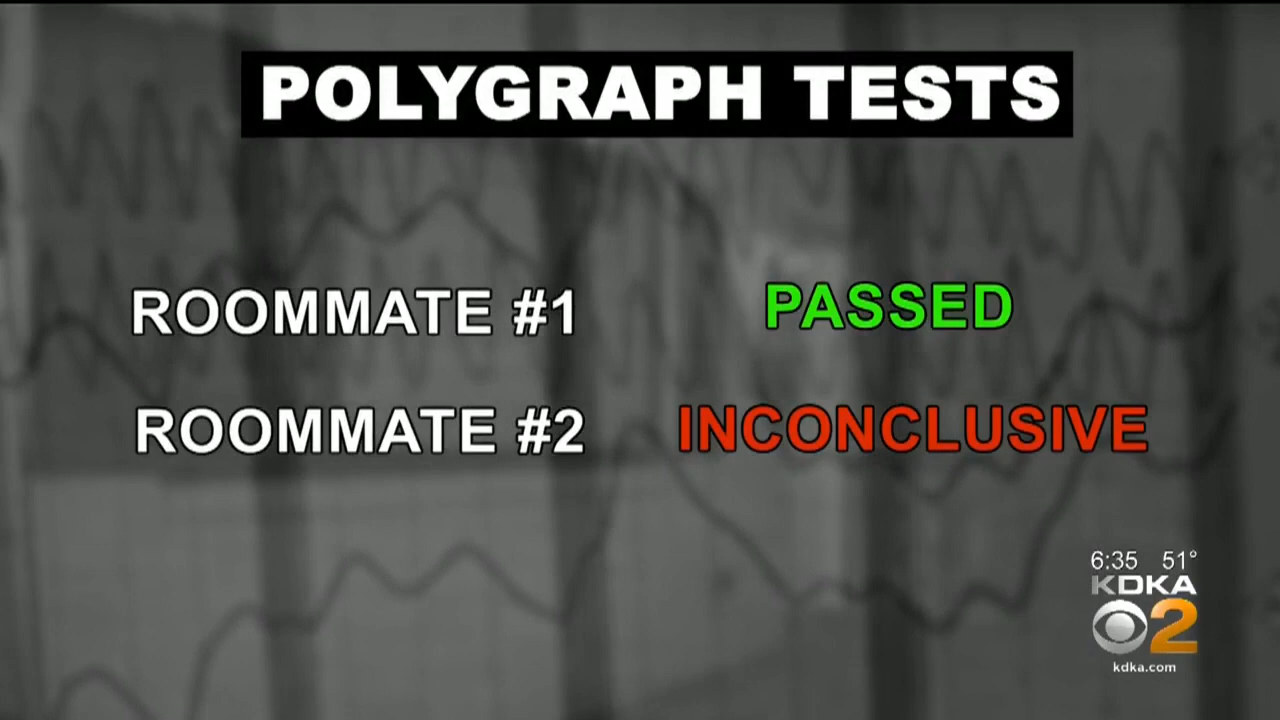 POLYGRAPH TESTS
ROOMMATE #1 PASSED
ROOMMATE #2 INCONCLUSIVE
6:35 51°
KDKA
2
kdka.com